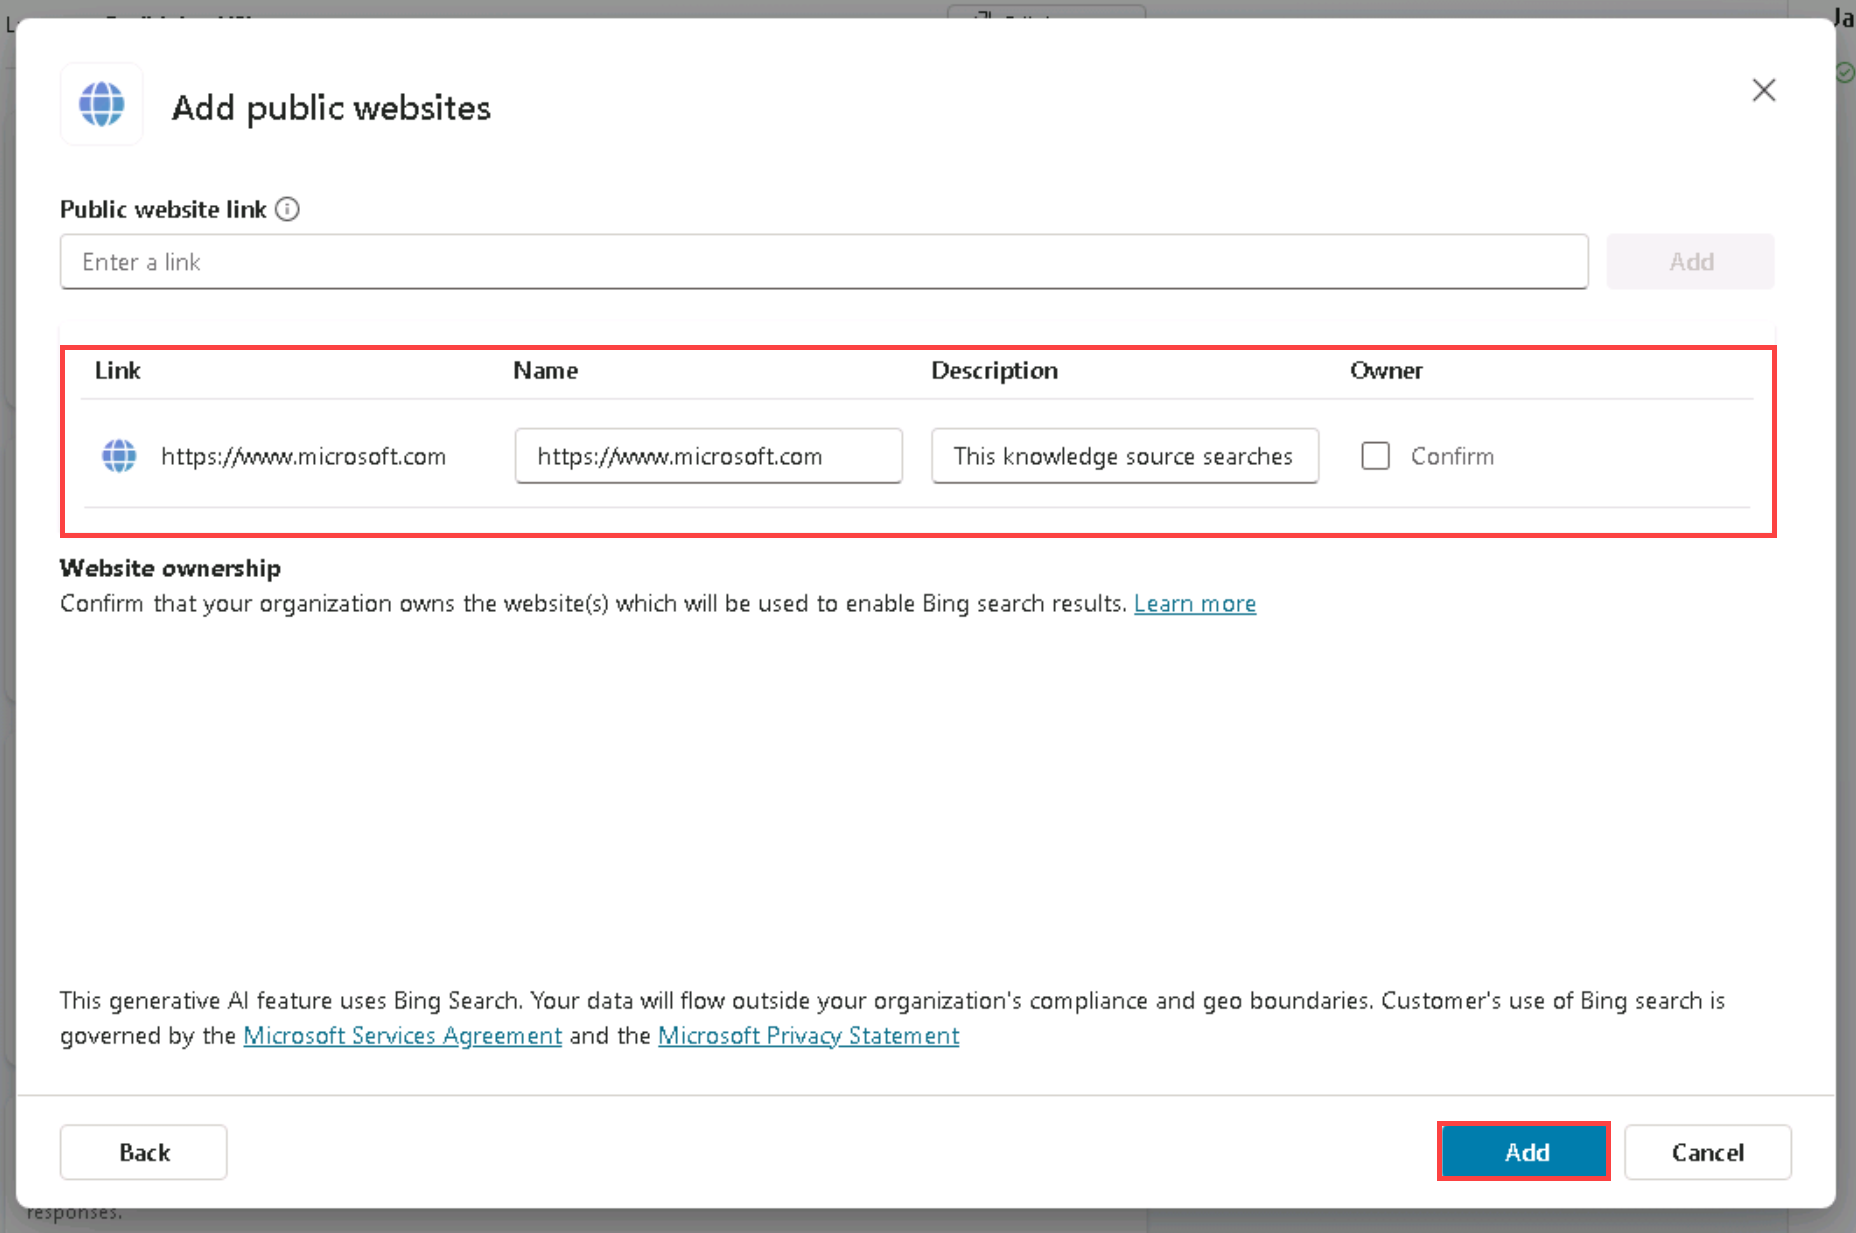 Add public websites
Public website link
Enter a link
Add
Link Name Description Owner
https://www.microsoft.com https://www.microsoft.com This knowledge source searches Confirm
Website ownership
Confirm that your organization owns the website(s) which will be used to enable Bing search results. Learn more
This generative AI feature uses Bing Search. Your data will flow outside your organization's compliance and geo boundaries. Customer's use of Bing search is
governed by the Microsoft Services Agreement and the Microsoft Privacy Statement
Back Add Cancel
responses.